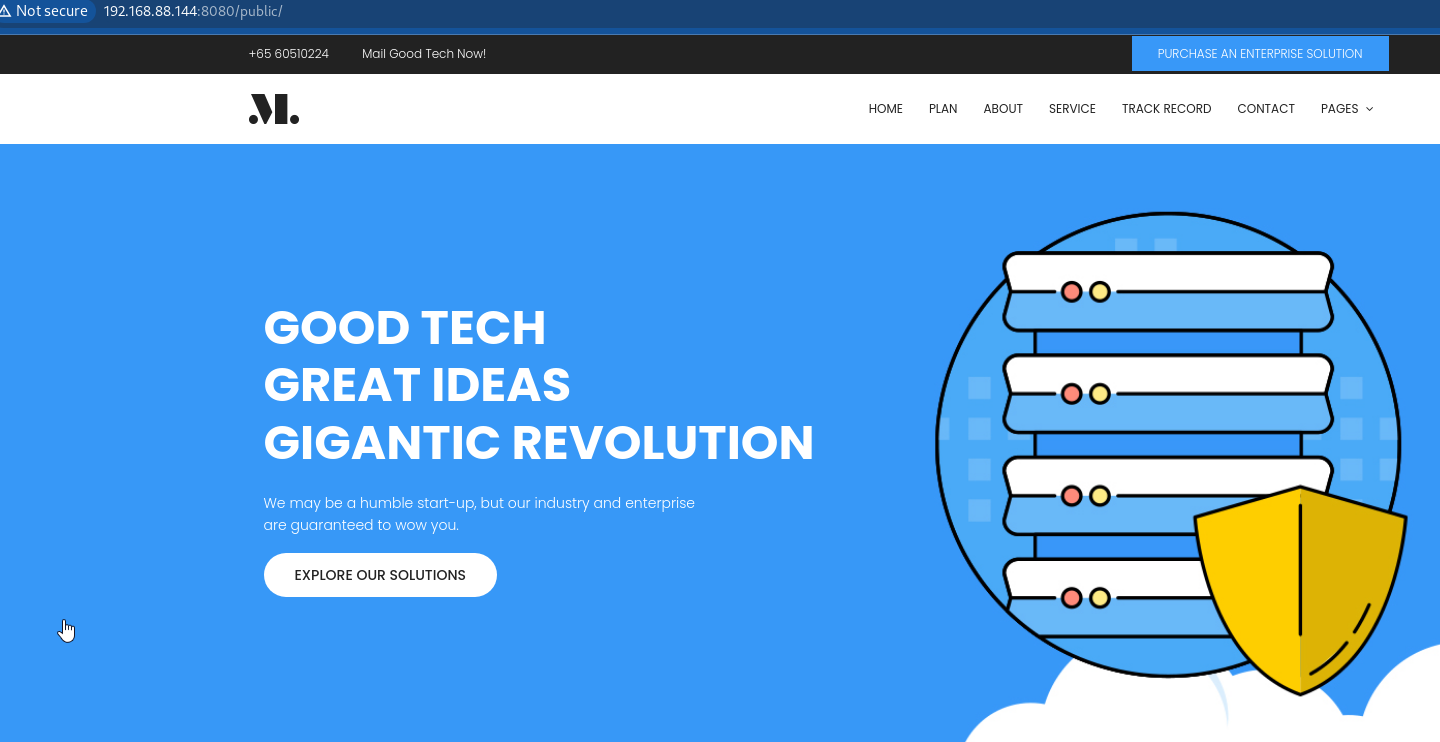 Not secure 192.168.88.144:8080/public/
+65 60510224 Mail Good Tech Now! PURCHASE AN ENTERPRISE SOLUTION
M. HOME PLAN ABOUT SERVICE TRACK RECORD CONTACT PAGES
GOOD TECH
GREAT IDEAS
GIGANTIC REVOLUTION
We may be a humble start-up, but our industry and enterprise
are guaranteed to wow you.
EXPLORE OUR SOLUTIONS